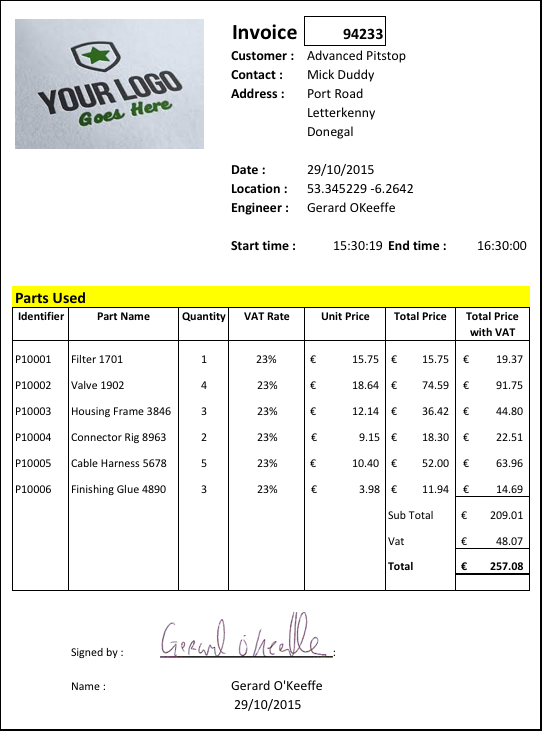 YOUR LOGO
Goes Here
Invoice 94233
Customer : Advanced Pitstop
Contact : Mick Duddy
Address : Port Road
Letterkenny
Donegal
Date : 29/10/2015
Location : 53.345229 -6.2642
Engineer : Gerard OKeeffe
Start time : 15:30:19 End time : 16:30:00
Parts Used
Identifier Part Name Quantity VAT Rate Unit Price Total Price Total Price with VAT
P10001 Filter 1701 1 23% € 15.75 € 15.75 € 19.37
P10002 Valve 1902 4 23% € 18.64 € 74.59 € 91.75
P10003 Housing Frame 3846 3 23% € 12.14 € 36.42 € 44.80
P10004 Connector Rig 8963 2 23% € 9.15 € 18.30 € 22.51
P10005 Cable Harness 5678 5 23% € 10.40 € 52.00 € 63.96
P10006 Finishing Glue 4890 3 23% € 3.98 € 11.94 € 14.69
Sub Total € 209.01
Vat € 48.07
Total € 257.08
Signed by : Gerard O'Keeffe :
Name : Gerard O'Keeffe
29/10/2015